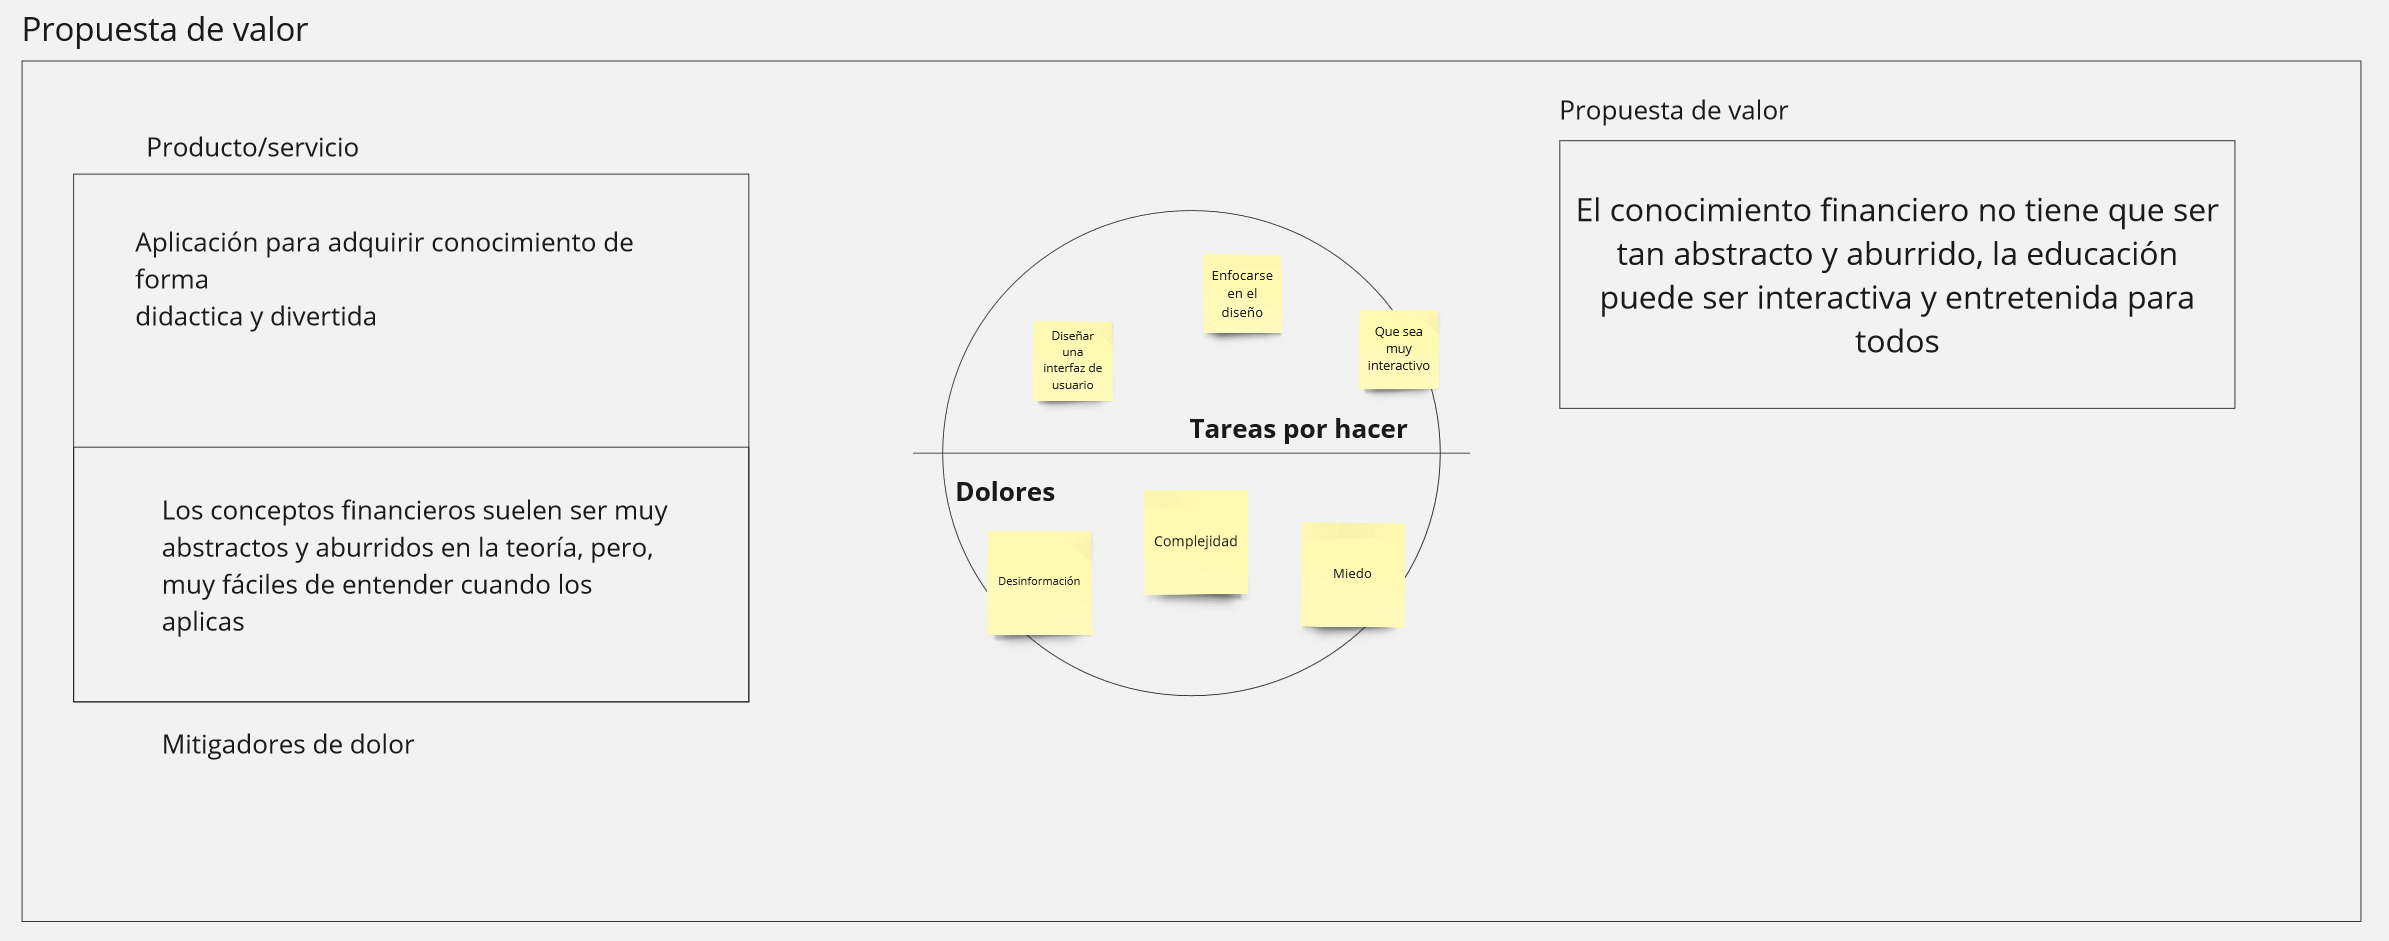 Propuesta de valor
Producto/servicio
Aplicación para adquirir conocimiento de
forma
didactica y divertida
Los conceptos financieros suelen ser muy
abstractos y aburridos en la teoría, pero,
muy fáciles de entender cuando los
aplicas
Mitigadores de dolor
Diseñar
una
interfaz de
usuario
Enfocarse
en el
diseño
Que sea
muy
interactivo
Tareas por hacer
Dolores
Desinformación
Complejidad
Miedo
Propuesta de valor
El conocimiento financiero no tiene que ser
tan abstracto y aburrido, la educación
puede ser interactiva y entretenida para
todos